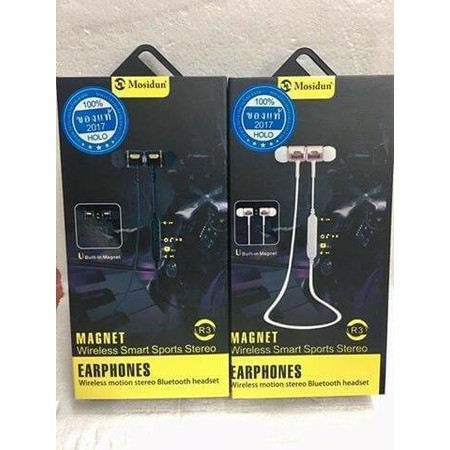 Mosidun
100%
ของแท้
2017
HOLO
U Built-in Magnet
R3
MAGNET
Wireless Smart Sports Stereo
EARPHONES
Wireless motion stereo Bluetooth headset
Mosidun
100%
ของแท้
2017
HOLO
U Built-in Magnet
R3
MAGNET
Wireless Smart Sports Stereo
EARPHONES
Wireless motion stereo Bluetooth headset